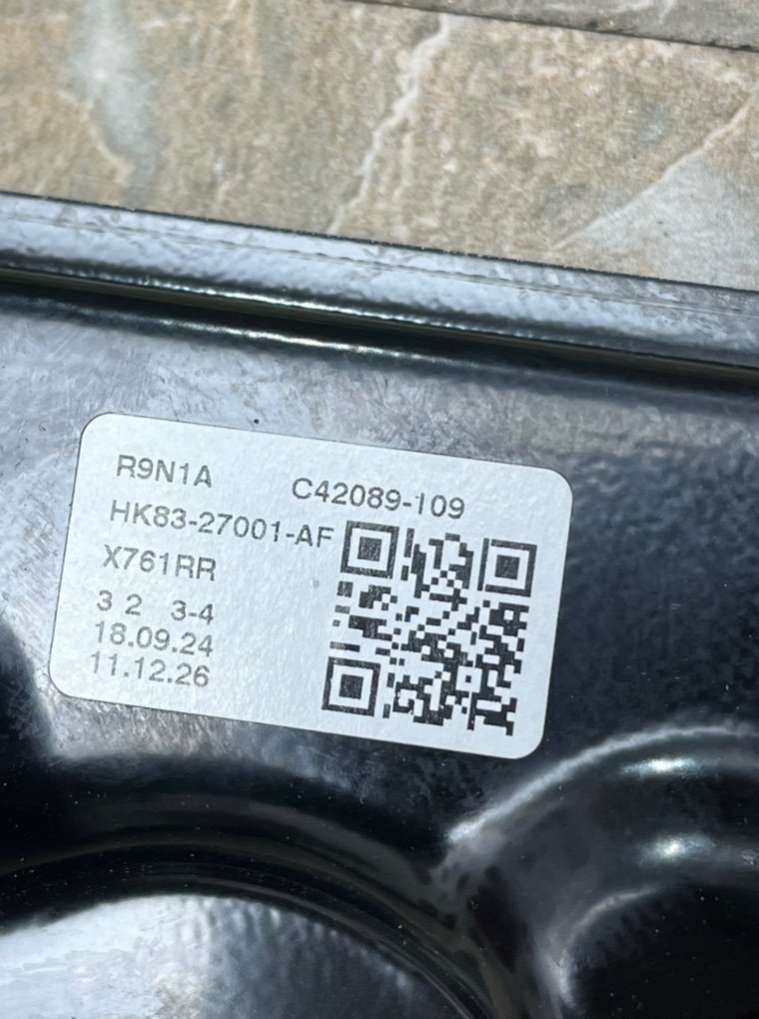 R9N1A C42089-109
HK83-27001-AF
X761RR
3 2 3-4
18.09.24
11.12.26